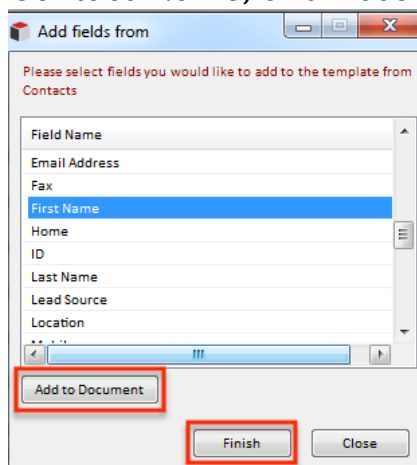 Add fields from
Please select fields you would like to add to the template from
Contacts
Field Name
Email Address
Fax
First Name
Home
ID
Last Name
Lead Source
Location
Add to Document
Finish
Close